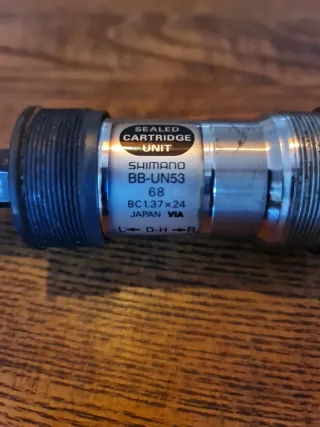 SEALED
CARTRIDGE
UNIT
SHIMANO
BB-UN53
68
BC1.37×24
JAPAN VIA
L← D-H →R